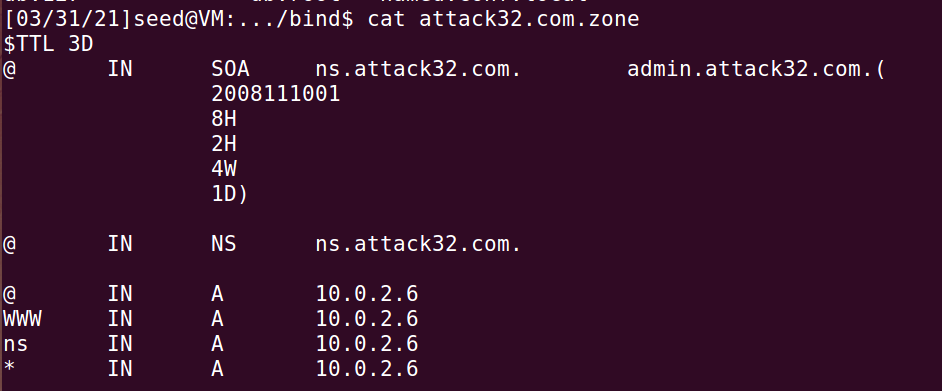 [03/31/21]seed@VM:.../bind$ cat attack32.com.zone
$TTL 3D
@ IN SOA ns.attack32.com. admin.attack32.com.(
2008111001
8H
2H
4W
1D)
@ IN NS ns.attack32.com.
@ IN A 10.0.2.6
WWW IN A 10.0.2.6
ns IN A 10.0.2.6
* IN A 10.0.2.6